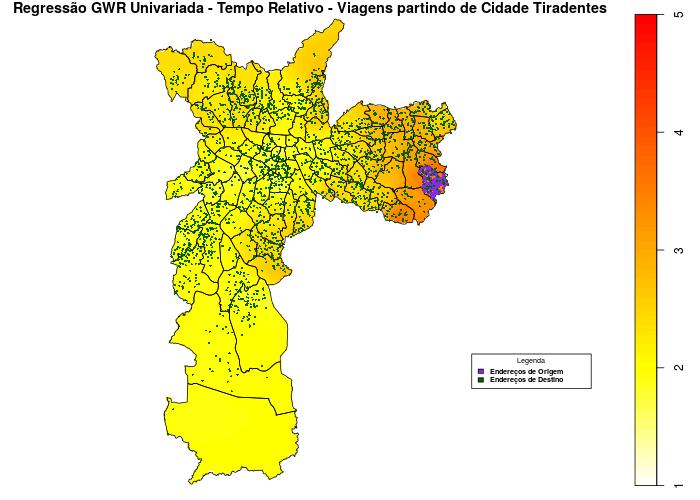 Regressão GWR Univariada - Tempo Relativo - Viagens partindo de Cidade Tiradentes
5
4
3
2
1
Legenda
Endereços de Origem
Endereços de Destino